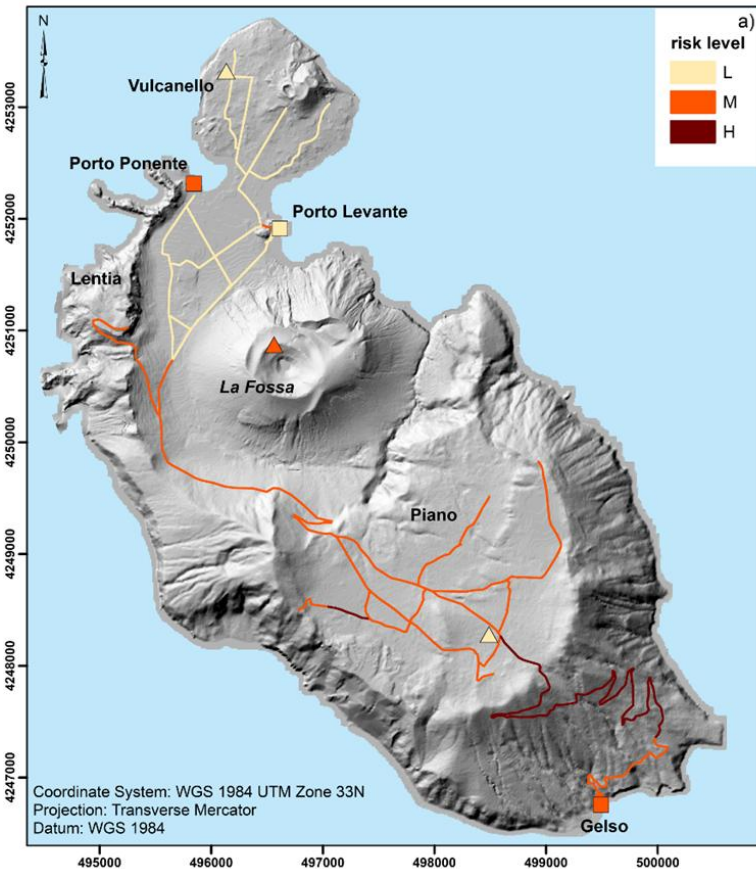 a)
N
risk level
L
M
H
Vulcanello
Porto Ponente
Porto Levante
Lentia
La Fossa
Piano
Gelso
4253000
4252000
4251000
4250000
4249000
4248000
4247000
Coordinate System: WGS 1984 UTM Zone 33N
Projection: Transverse Mercator
Datum: WGS 1984
495000 496000 497000 498000 499000 500000